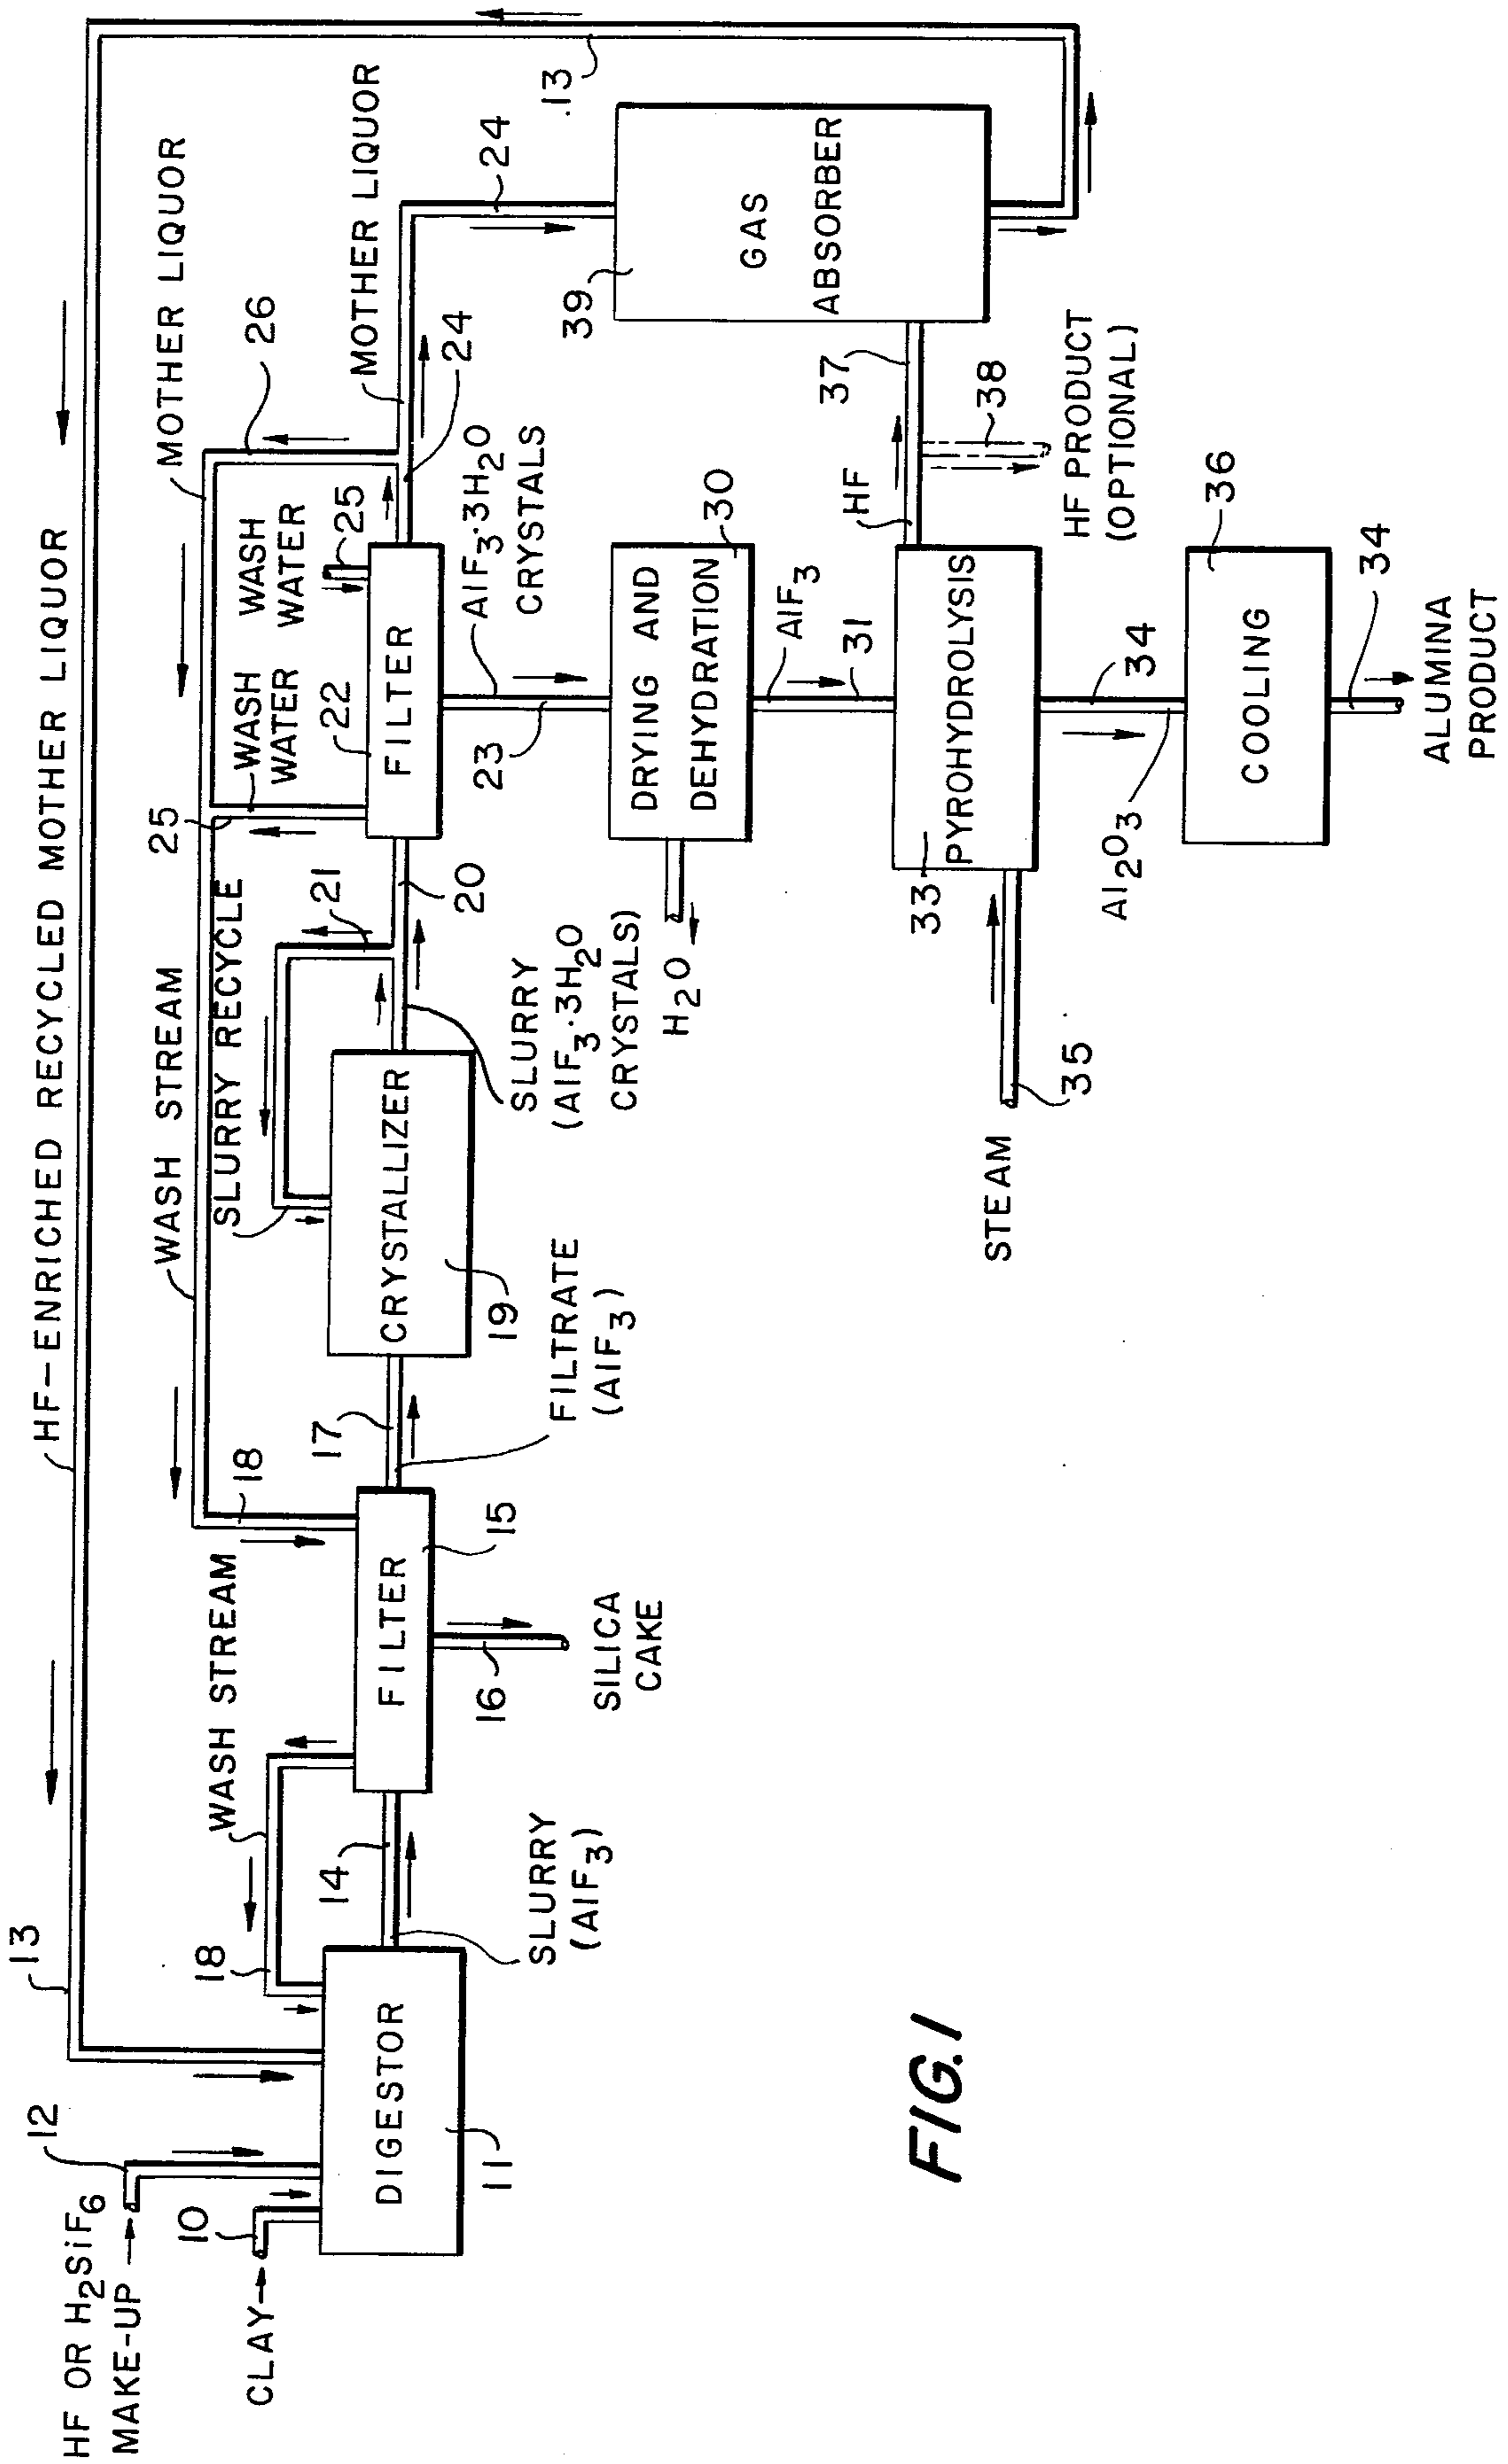 HF-ENRICHED RECYCLED MOTHER LIQUOR
13
.13
HF OR H2SiF6
MAKE-UP
12
CLAY
10
DIGESTOR
11
18
WASH STREAM
14
SLURRY
(AlF3)
FILTER
15
16
SILICA
CAKE
18
WASH STREAM
17
FILTRATE
(AlF3)
CRYSTALLIZER
19
SLURRY RECYCLE
21
20
SLURRY
(AlF3·3H2O
CRYSTALS)
25
WASH
WATER
WASH
WATER
25
22
FILTER
MOTHER LIQUOR
26
24
MOTHER LIQUOR
24
23
AlF3·3H2O
CRYSTALS
DRYING AND
DEHYDRATION
30
H2O
AlF3
31
PYROHYDROLYSIS
33
STEAM
35
HF
37
38
HF PRODUCT
(OPTIONAL)
39
GAS
ABSORBER
34
Al2O3
COOLING
36
34
ALUMINA
PRODUCT
FIG.1